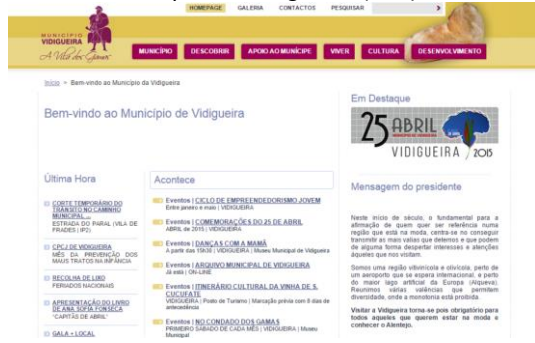 HOMEPAGE GALERIA CONTACTOS PESQUISAR
MUNICÍPIO
VIDIGUEIRA
A Vila dos Gamas
MUNICÍPIO DESCOBRIR APOIO AO MUNÍCIPE VIVER CULTURA DESENVOLVIMENTO
Início > Bem-vindo ao Município da Vidigueira
Bem-vindo ao Município de Vidigueira
Última Hora
CORTE TEMPORÁRIO DO
TRANSITO NO CAMINHO
MUNICIPAL...
ESTRADA DO PARAL (VILA DE
FRADES | IP2)
CPCJ DE VIDIGUEIRA
MÊS DA PREVENÇÃO DOS
MAUS TRATOS NA INFÂNCIA
RECOLHA DE LIXO
FERIADOS NACIONAIS
APRESENTAÇÃO DO LIVRO
DE ANA SOFIA FONSECA
"CAPITÃS DE ABRIL"
GALA + LOCAL
Acontece
Eventos | CICLO DE EMPREENDEDORISMO JOVEM
Entre janeiro e maio | VIDIGUEIRA
Eventos | COMEMORAÇÕES DO 25 DE ABRIL
ABRIL de 2015 | VIDIGUEIRA
Eventos | DANÇAS COM A MAMÃ
A partir das 15h30 | VIDIGUEIRA | Museu Municipal de Vidigueira
Eventos | ARQUIVO MUNICIPAL DE VIDIGUEIRA
Já está | ON-LINE
Eventos | ITINERÁRIO CULTURAL DA VINHA DE S.
CUCUFATE
VIDIGUEIRA | Posto de Turismo | Marcação prévia com 8 dias de
antecedência
Eventos | NO CONDADO DOS GAMAS
PRIMEIRO SÁBADO DE CADA MÊS | VIDIGUEIRA | Museu
Municipal
Em Destaque
25 ABRIL
VIDIGUEIRA 2015
Mensagem do presidente
Neste início de século, o fundamental para a
afirmação de quem quer ser referência numa
região que está na moda, centra-se no conseguir
transmitir as mais valias que detemos e que podem
de alguma forma despertar interesses e atenções
àqueles que nos visitam.
Somos uma região vitivinícola e olivícola, perto de
um aeroporto que se espera internacional, e perto
do maior lago artificial da Europa (Alqueva).
Reunimos várias valências que permitem
diversidade, onde a monotonia está proibida.
Visitar a Vidigueira torna-se pois obrigatório para
todos aqueles que querem estar na moda e
conhecer o Alentejo.